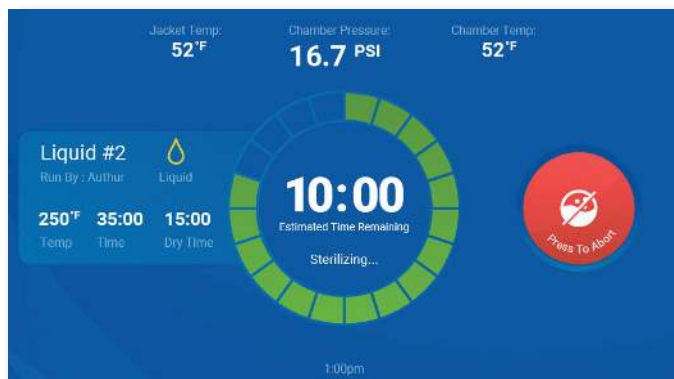 Jacket Temp:
52°F
Chamber Pressure:
16.7 PSI
Chamber Temp:
52°F
Liquid #2
Run By : Authur
Liquid
250°F 35:00 15:00
Temp Time Dry Time
10:00
Estimated Time Remaining
Sterilizing...
Press To Abort
1:00pm